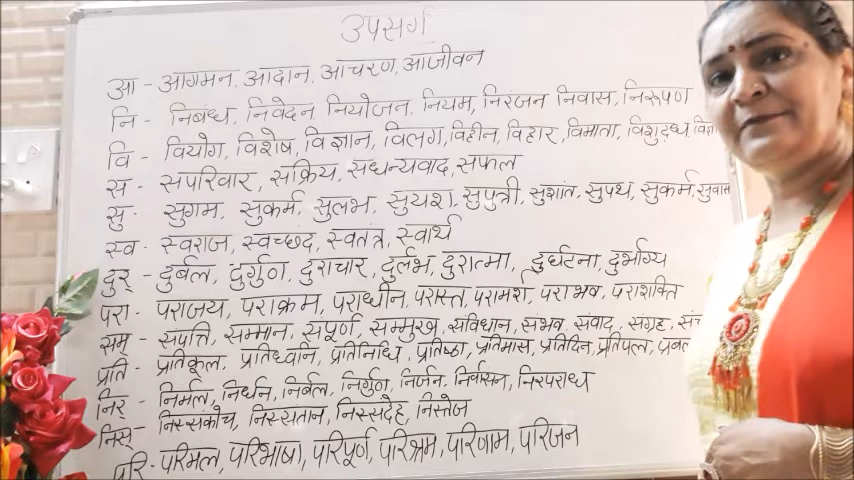 उपसर्ग
आ - आगमन, आदान, आचरण, आजीवन
नि - निबंध, निवेदन, नियोजन, नियम, निरंजन निवास, निरूपण
वि - वियोग, विशेष, विज्ञान, विलग, विहीन, विहार, विमाता, विशुद्ध,
स - सपरिवार, सक्रिय, सधन्यवाद, सफल
सु - सुगम, सुकर्म, सुलभ, सुयश, सुपुत्री, सुशांत, सुपथ, सुकर्म, सुवास
स्व - स्वराज, स्वच्छंद, स्वतंत्र, स्वार्थ
दुर् - दुर्बल, दुर्गुण, दुराचार, दुर्लभ, दुरात्मा, दुर्घटना, दुर्भाग्य
परा - पराजय, पराक्रम, पराधीन, परास्त, परामर्श, पराभव, पराशक्ति
सम् - संपत्ति, सम्मान, संपूर्ण, सम्मुख, संविधान, संभव, संवाद, संग्रह,
प्रति - प्रतिकूल, प्रतिध्वनि, प्रतिनिधि, प्रतिष्ठा, प्रतिमास, प्रतिदिन, प्रतिपल,
निर् - निर्मल, निर्धन, निर्बल, निर्गुण, निर्जन, निर्वासन, निरपराध
निस् - निस्संकोच, निस्संतान, निस्संदेह, निस्तेज
परि - परिमल, परिभाषा, परिपूर्ण, परिश्रम, परिणाम, परिजन